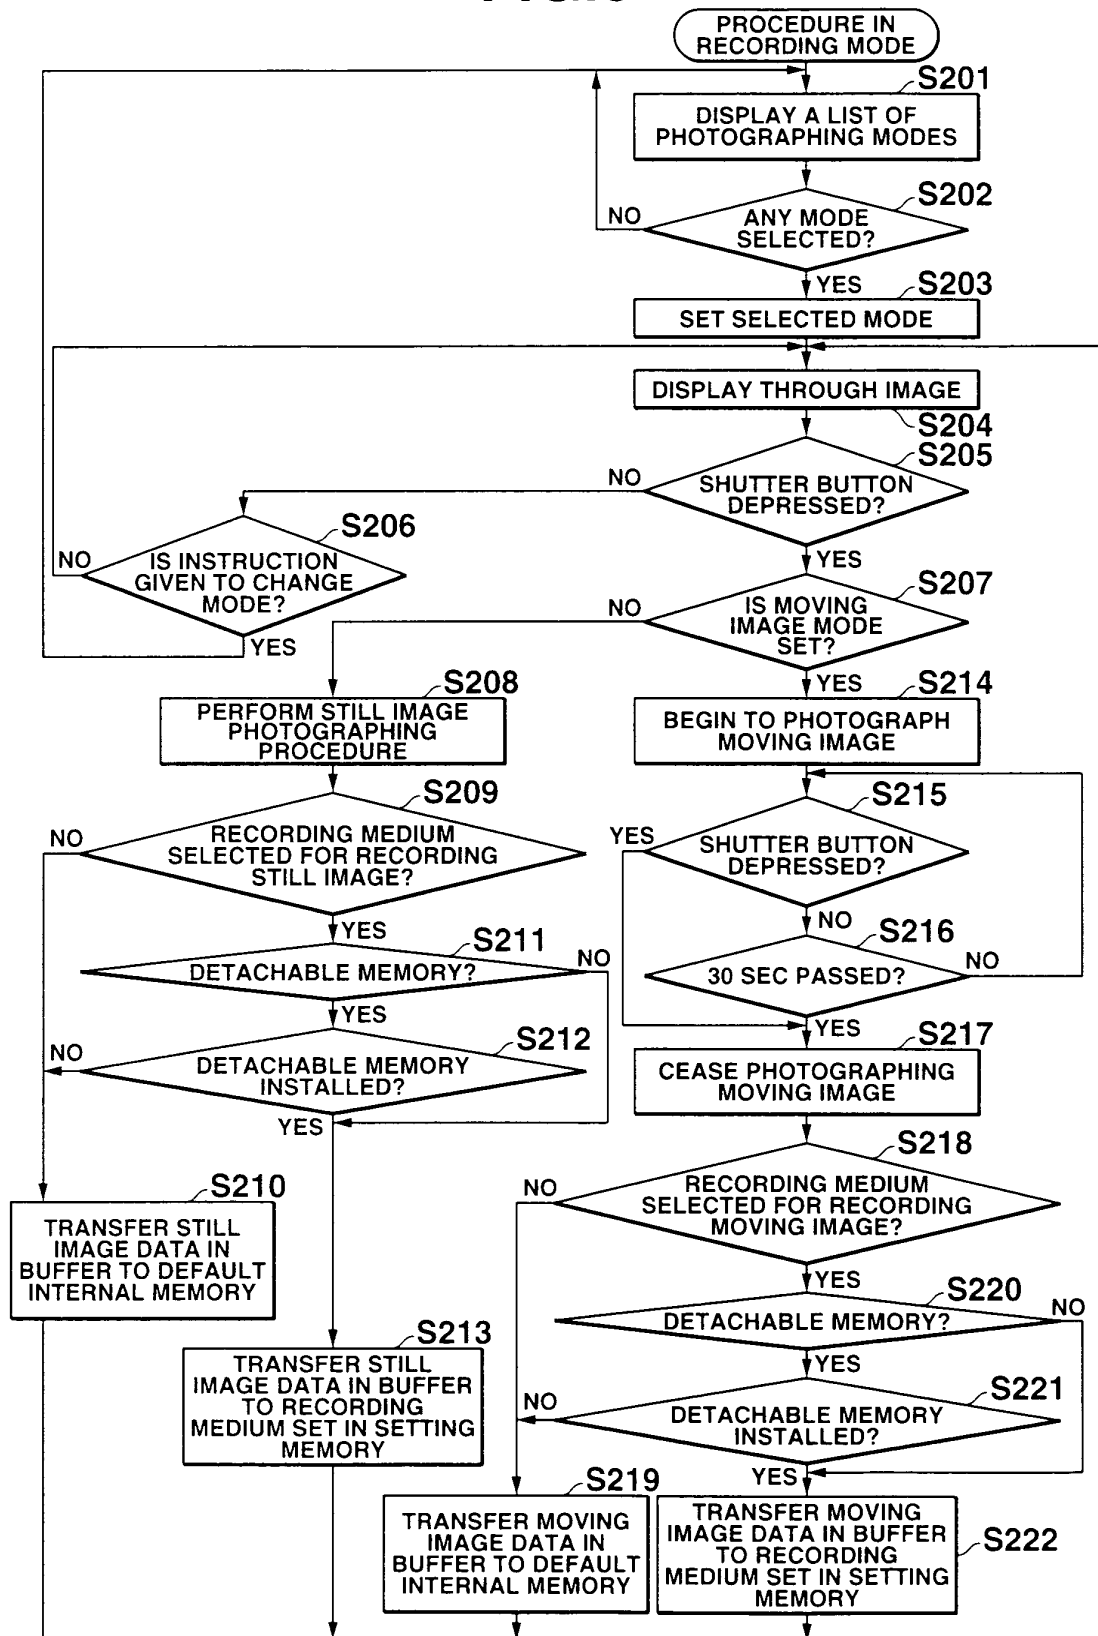 PROCEDURE IN
RECORDING MODE
S201
DISPLAY A LIST OF
PHOTOGRAPHING MODES
S202
ANY MODE
SELECTED?
NO
YES
S203
SET SELECTED MODE
DISPLAY THROUGH IMAGE
S204
S205
SHUTTER BUTTON
DEPRESSED?
NO
YES
S206
IS INSTRUCTION
GIVEN TO CHANGE
MODE?
NO
YES
S207
IS MOVING
IMAGE MODE
SET?
NO
YES
S208
PERFORM STILL IMAGE
PHOTOGRAPHING
PROCEDURE
S209
RECORDING MEDIUM
SELECTED FOR RECORDING
STILL IMAGE?
NO
YES
S211
DETACHABLE MEMORY?
NO
YES
S212
DETACHABLE MEMORY
INSTALLED?
NO
YES
S210
TRANSFER STILL
IMAGE DATA IN
BUFFER TO DEFAULT
INTERNAL MEMORY
S213
TRANSFER STILL
IMAGE DATA IN BUFFER
TO RECORDING
MEDIUM SET IN SETTING
MEMORY
S214
BEGIN TO PHOTOGRAPH
MOVING IMAGE
S215
SHUTTER BUTTON
DEPRESSED?
YES
NO
S216
30 SEC PASSED?
NO
YES
S217
CEASE PHOTOGRAPHING
MOVING IMAGE
S218
RECORDING MEDIUM
SELECTED FOR RECORDING
MOVING IMAGE?
NO
YES
S220
DETACHABLE MEMORY?
NO
YES
S221
DETACHABLE MEMORY
INSTALLED?
NO
YES
S219
TRANSFER MOVING
IMAGE DATA IN
BUFFER TO DEFAULT
INTERNAL MEMORY
S222
TRANSFER MOVING
IMAGE DATA IN BUFFER
TO RECORDING
MEDIUM SET IN SETTING
MEMORY